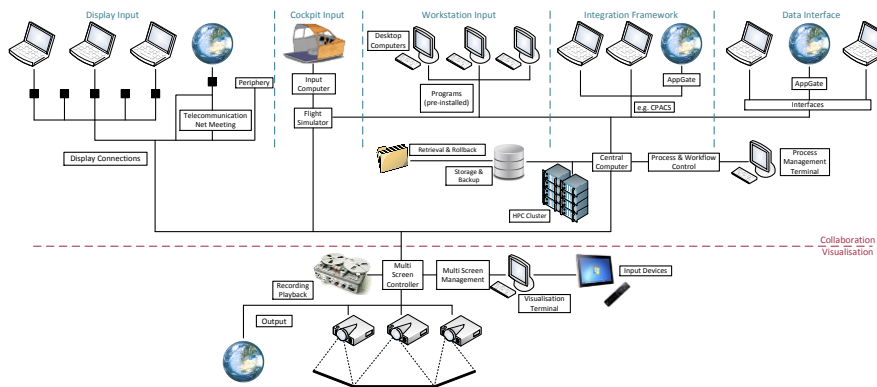 Display Input
Cockpit Input
Workstation Input
Integration Framework
Data Interface
Desktop
Computers
Periphery
Input
Computer
Programs
(pre-installed)
AppGate
AppGate
e.g. CPACS
Interfaces
Telecommunication
Net Meeting
Flight
Simulator
Display Connections
Retrieval & Rollback
Storage &
Backup
HPC Cluster
Central
Computer
Process & Workflow
Control
Process
Management
Terminal
Collaboration
Visualisation
Recording
Playback
Multi
Screen
Controller
Multi Screen
Management
Visualisation
Terminal
Input Devices
Output